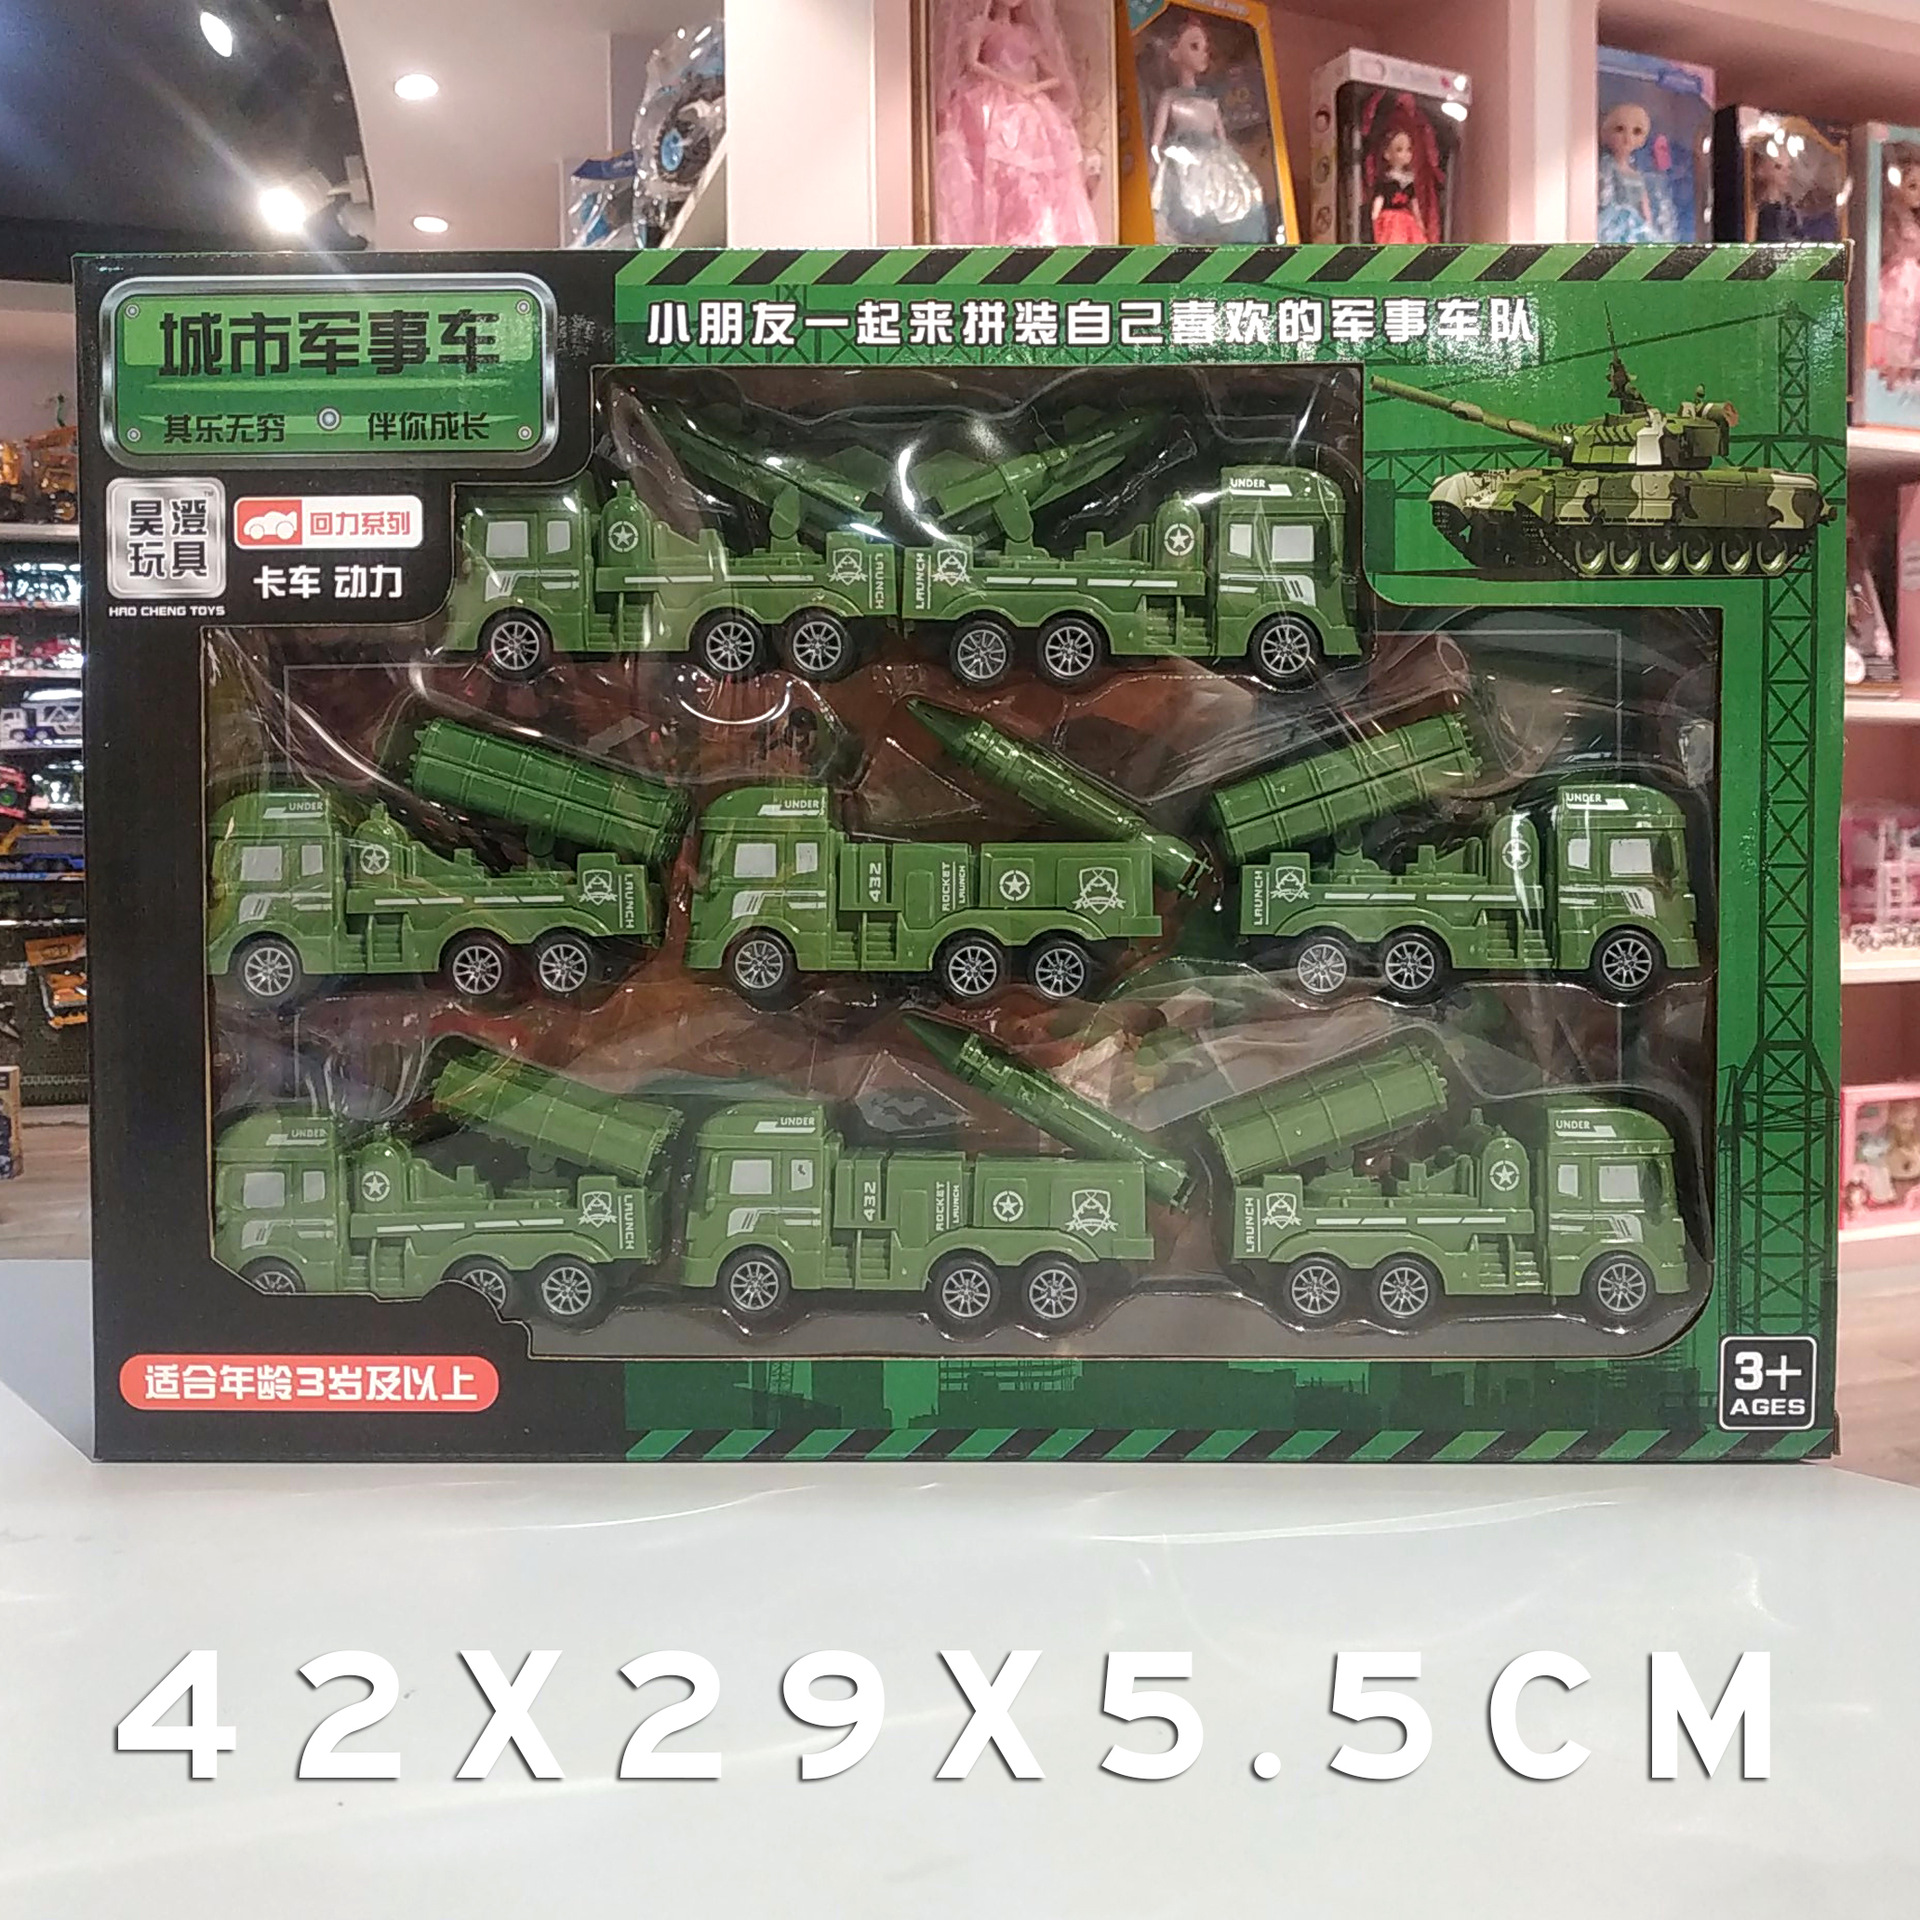 小朋友一起来拼装自己喜欢的军事车队
城市军事车
其乐无穷 伴你成长
昊澄
玩具
HAO CHENG TOYS
回力系列
卡车 动力
UNDER
LAUNCH
LAUNCH
UNDER
LAUNCH
UNDER
432
ROCKET
LAUNCH
LAUNCH
UNDER
UNDER
LAUNCH
UNDER
432
ROCKET
LAUNCH
LAUNCH
UNDER
适合年龄3岁及以上
3+
AGES
42X29X5.5CM